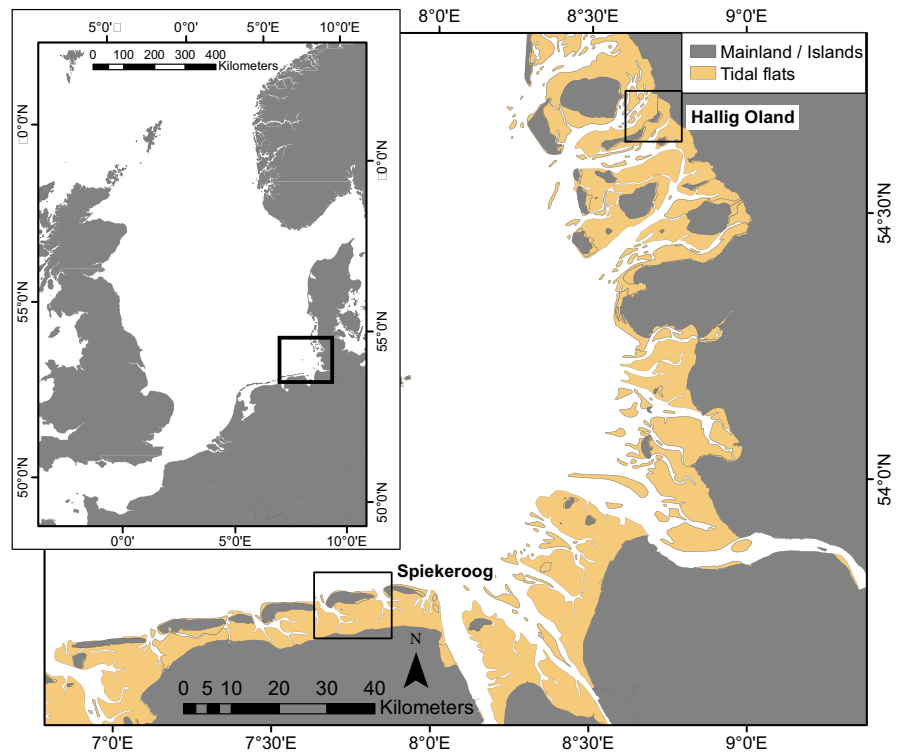 8°0'E 8°30'E 9°0'E
5°0'□ 0°0' 5°0'E 10°0'E
0 100 200 300 400
Kilometers
Mainland / Islands
Tidal flats
Hallig Oland
□0°0'N
□0°0'N
54°30'N
55°0'N
55°0'N
50°0'N
50°0'N
54°0'N
0°0' 5°0'E 10°0'E
Spiekeroog
N
0 5 10 20 30 40
Kilometers
7°0'E 7°30'E 8°0'E 8°30'E 9°0'E